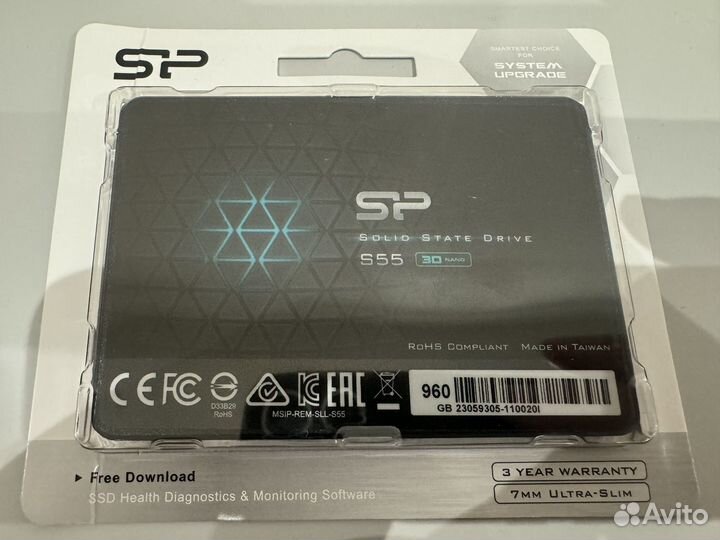 SP
SMARTEST CHOICE
FOR
SYSTEM
UPGRADE
SP
SOLID STATE DRIVE
S55 3D NAND
RoHS COMPLIANT MADE IN TAIWAN
CE FC EAC
D33B29
RoHS
MSIP-REM-SLL-S55
960
GB 23059305-110020I
Free Download
SSD Health Diagnostics & Monitoring Software
3 YEAR WARRANTY
7MM ULTRA-SLIM
Avito